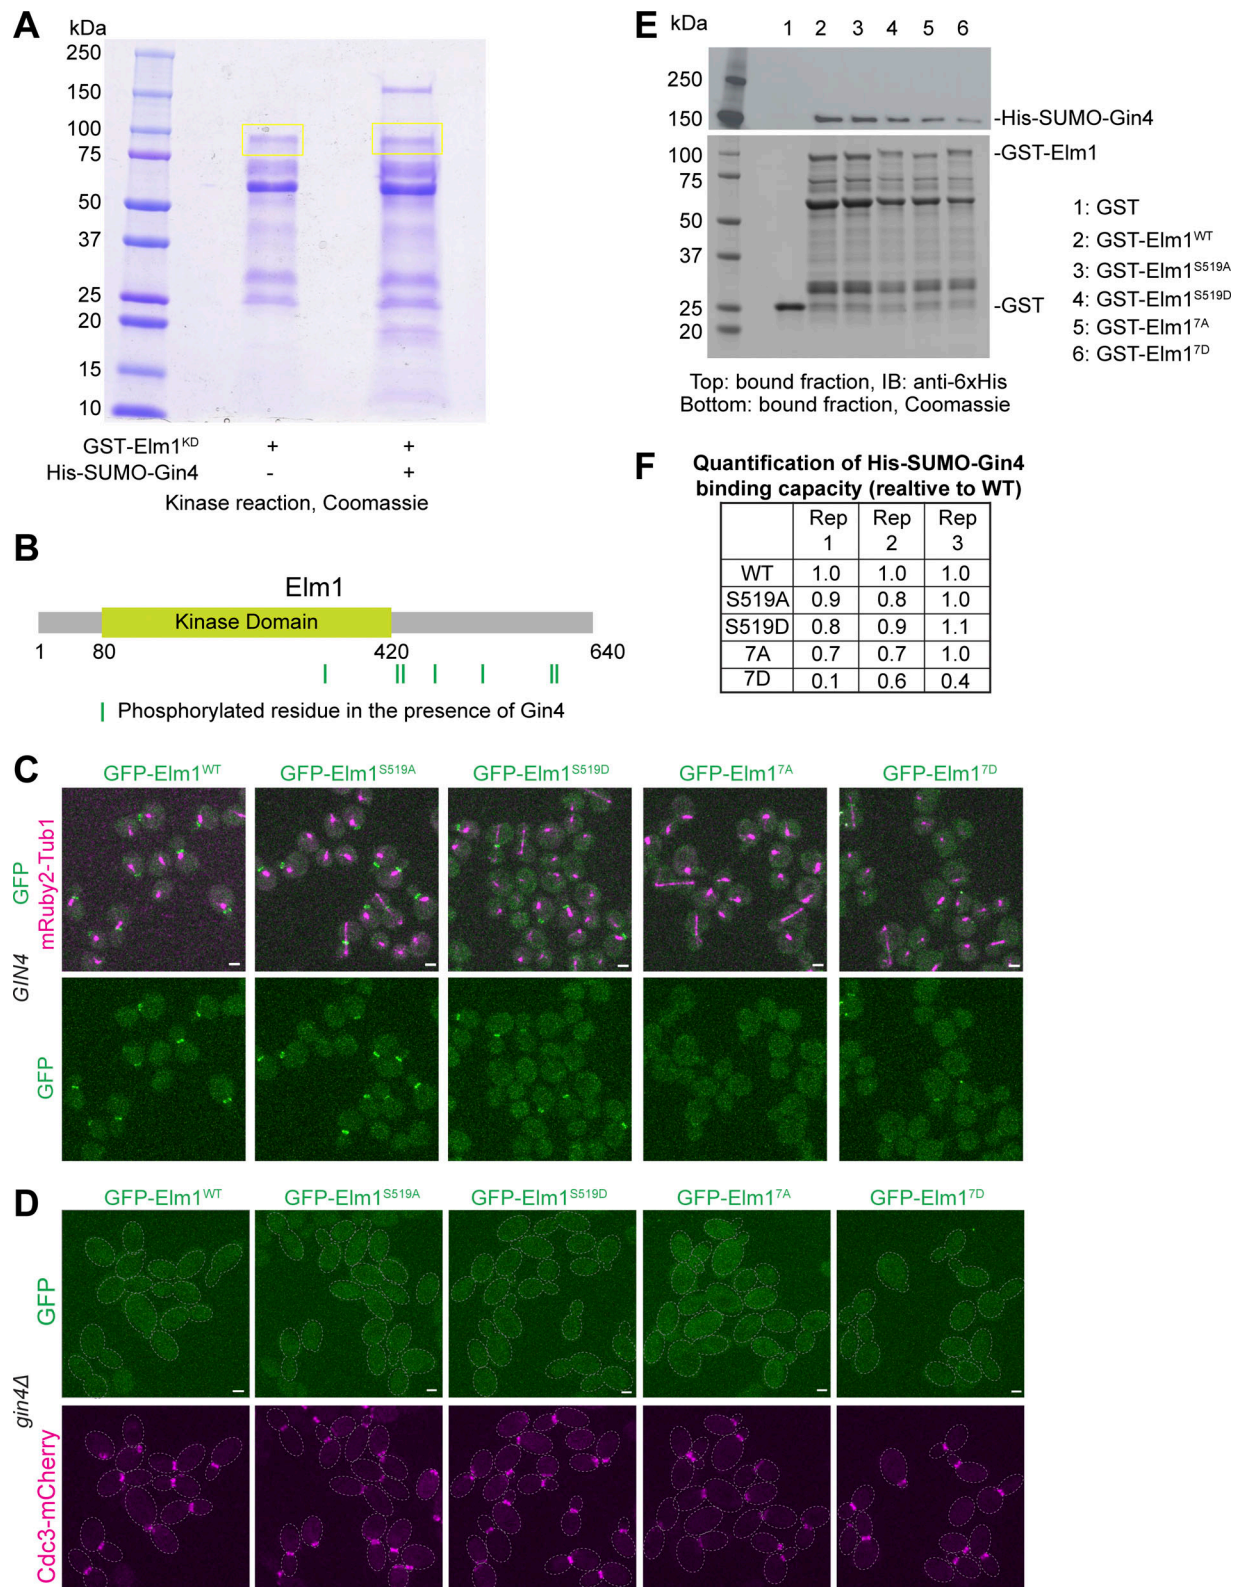 A
kDa
250
150
100
75
50
37
25
20
15
10
GST-Elm1KD + +
His-SUMO-Gin4 - +
Kinase reaction, Coomassie
B
Elm1
Kinase Domain
1 80 420 640
Phosphorylated residue in the presence of Gin4
C
GFP-Elm1WT GFP-Elm1S519A GFP-Elm1S519D GFP-Elm17A GFP-Elm17D
GIN4
GFP
mRuby2-Tub1
GFP
D
GFP-Elm1WT GFP-Elm1S519A GFP-Elm1S519D GFP-Elm17A GFP-Elm17D
gin4Δ
GFP
Cdc3-mCherry
E
kDa 1 2 3 4 5 6
250
150 -His-SUMO-Gin4
100 -GST-Elm1
75
50
37
25 -GST
20
1: GST
2: GST-Elm1WT
3: GST-Elm1S519A
4: GST-Elm1S519D
5: GST-Elm17A
6: GST-Elm17D
Top: bound fraction, IB: anti-6xHis
Bottom: bound fraction, Coomassie
F
Quantification of His-SUMO-Gin4
binding capacity (realtive to WT)
Rep 1 Rep 2 Rep 3
WT 1.0 1.0 1.0
S519A 0.9 0.8 1.0
S519D 0.8 0.9 1.1
7A 0.7 0.7 1.0
7D 0.1 0.6 0.4